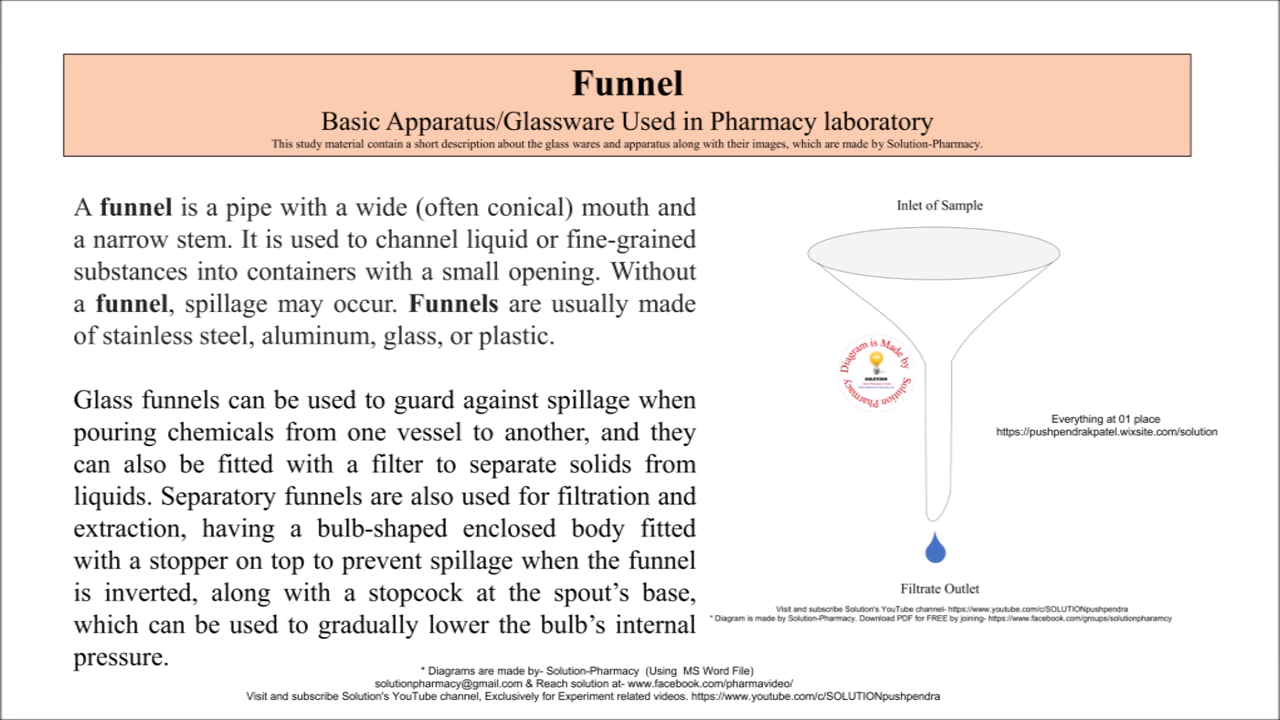 Funnel
Basic Apparatus/Glassware Used in Pharmacy laboratory
This study material contain a short description about the glass wares and apparatus along with their images, which are made by Solution-Pharmacy.
A funnel is a pipe with a wide (often conical) mouth and
a narrow stem. It is used to channel liquid or fine-grained
substances into containers with a small opening. Without
a funnel, spillage may occur. Funnels are usually made
of stainless steel, aluminum, glass, or plastic.
Glass funnels can be used to guard against spillage when
pouring chemicals from one vessel to another, and they
can also be fitted with a filter to separate solids from
liquids. Separatory funnels are also used for filtration and
extraction, having a bulb-shaped enclosed body fitted
with a stopper on top to prevent spillage when the funnel
is inverted, along with a stopcock at the spout’s base,
which can be used to gradually lower the bulb’s internal
pressure.
Inlet of Sample
Diagram is Made by Solution Pharmacy
SOLUTION
Everything at 01 place
https://pushpendrakpatel.wixsite.com/solution
Filtrate Outlet
Visit and subscribe Solution's YouTube channel- https://www.youtube.com/c/SOLUTIONpushpendra
* Diagram is made by Solution-Pharmacy. Download PDF for FREE by joining- https://www.facebook.com/groups/solutionpharamcy
* Diagrams are made by- Solution-Pharmacy (Using MS Word File)
solutionpharmacy@gmail.com & Reach solution at- www.facebook.com/pharmavideo/
Visit and subscribe Solution's YouTube channel, Exclusively for Experiment related videos. https://www.youtube.com/c/SOLUTIONpushpendra